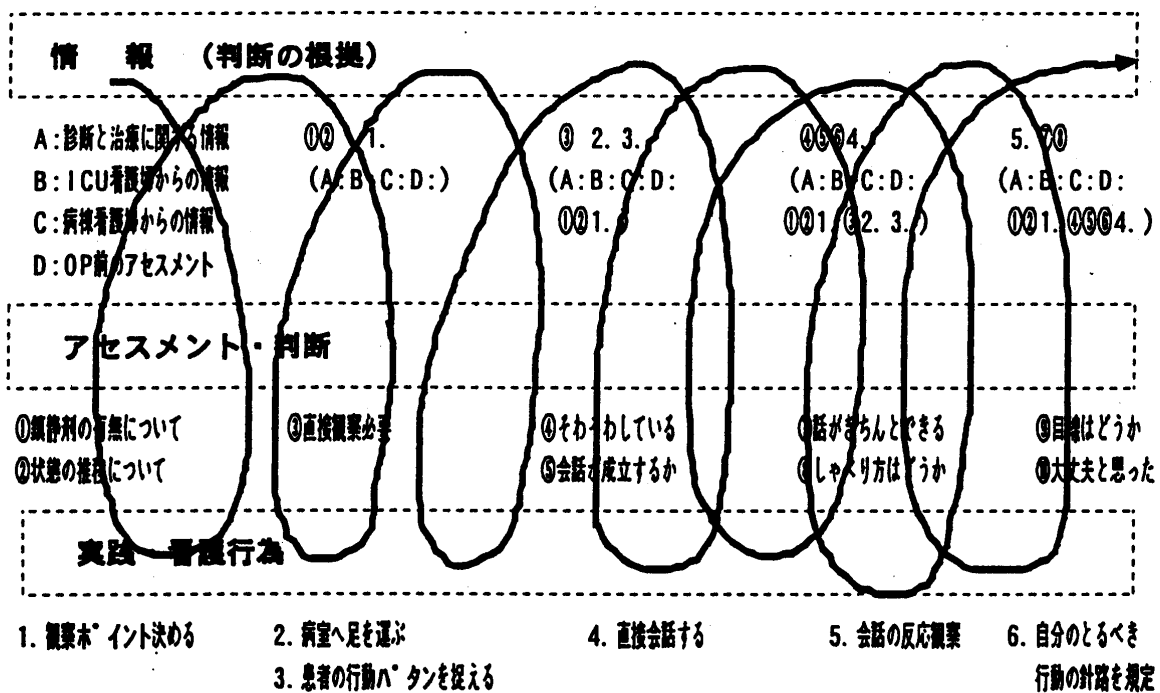 情　報　（判断の根拠）
A：診断と治療に関する情報　①② 1.　③ 2. 3.　④⑤⑥4.　5. ⑦⑧
B：ICU看護婦からの情報　（A：B：C：D：）　（A：B：C：D：　（A：B：C：D：　（A：B：C：D：
C：病棟看護婦からの情報　①②1.）　①②1.③2. 3.）　①②1. ④⑤⑥4.）
D：OP前のアセスメント
アセスメント・判断
①鎮静剤の有無について　③直接観察必要　④そわそわしている　話がきちんとできる　⑨目線はどうか
②状態の推移について　⑤会話が成立するか　しゃべり方はどうか　⑩大丈夫と思った
実践　看護行為
1. 観察ポイント決める　2. 病室へ足を運ぶ　4. 直接会話する　5. 会話の反応観察　6. 自分のとるべき
3. 患者の行動パタンを捉える　行動の針路を規定